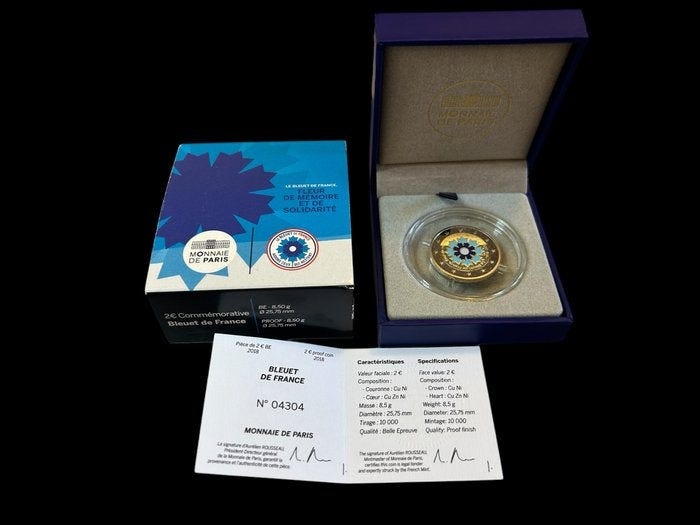 MONNAIE
DE PARIS
LE BLEUET DE FRANCE,
FLEUR
DE MÉMOIRE
ET DE
SOLIDARITÉ
MONNAIE
DE PARIS
2€ Commémorative
Bleuet de France
BE - 8,50 g
Ø 25,75 mm
PROOF - 8,50 g
Ø 25,75 mm
Pièce de 2 € BE
2018
2 € proof coin
2018
BLEUET
DE FRANCE
N° 04304
MONNAIE DE PARIS
La signature d'Aurélien ROUSSEAU,
Président Directeur général
de la Monnaie de Paris, garantit la
provenance et l'authenticité de cette pièce.
Caractéristiques
Valeur faciale : 2 €
Composition :
- Couronne : Cu Ni
- Cœur : Cu Zn Ni
Masse : 8,5 g
Diamètre : 25,75 mm
Tirage : 10 000
Qualité : Belle Epreuve
Specifications
Face value: 2 €
Composition :
- Crown : Cu Ni
- Heart : Cu Zn Ni
Weight: 8,5 g
Diameter: 25,75 mm
Mintage: 10 000
Quality: Proof finish
The signature of Aurélien ROUSSEAU,
Mintmaster of Monnaie de Paris,
certifies this coin is legal tender
and expertly struck by the French Mint.